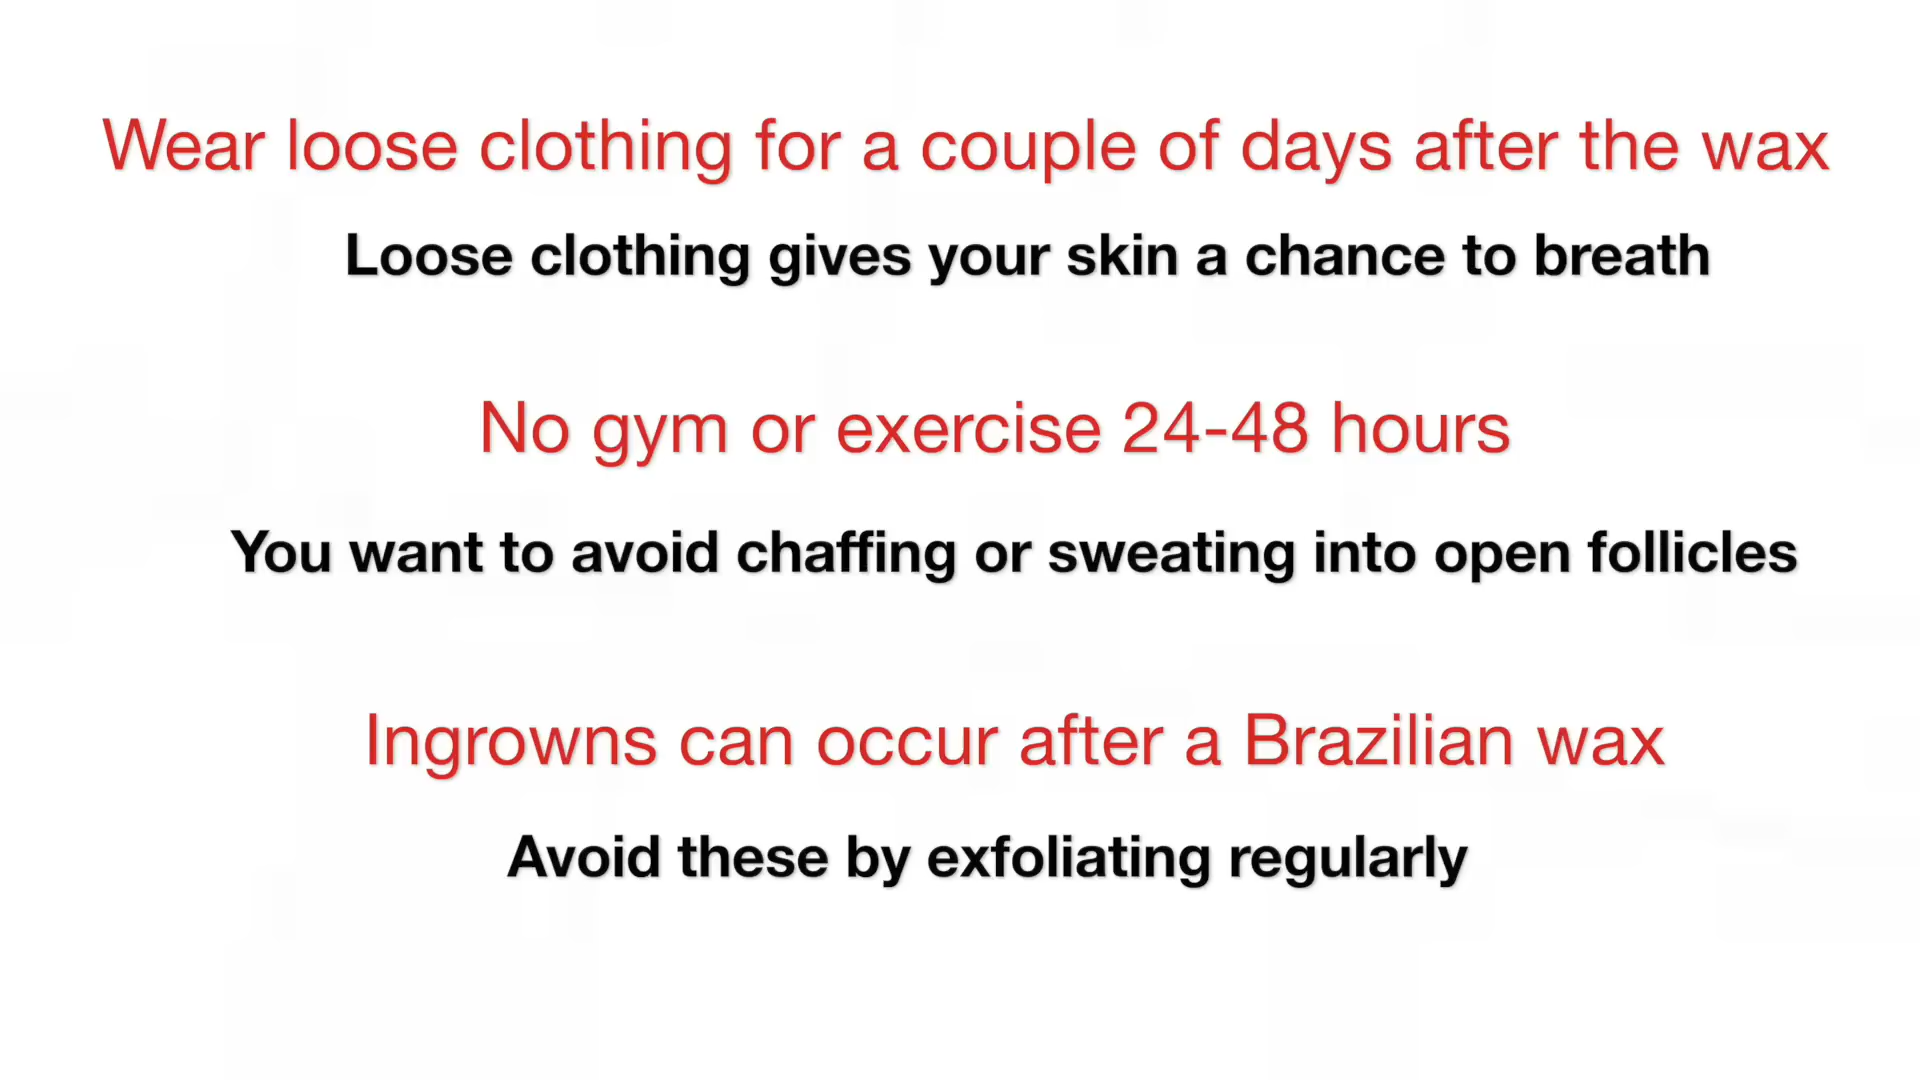 Wear loose clothing for a couple of days after the wax
Loose clothing gives your skin a chance to breath
No gym or exercise 24-48 hours
You want to avoid chaffing or sweating into open follicles
Ingrowns can occur after a Brazilian wax
Avoid these by exfoliating regularly